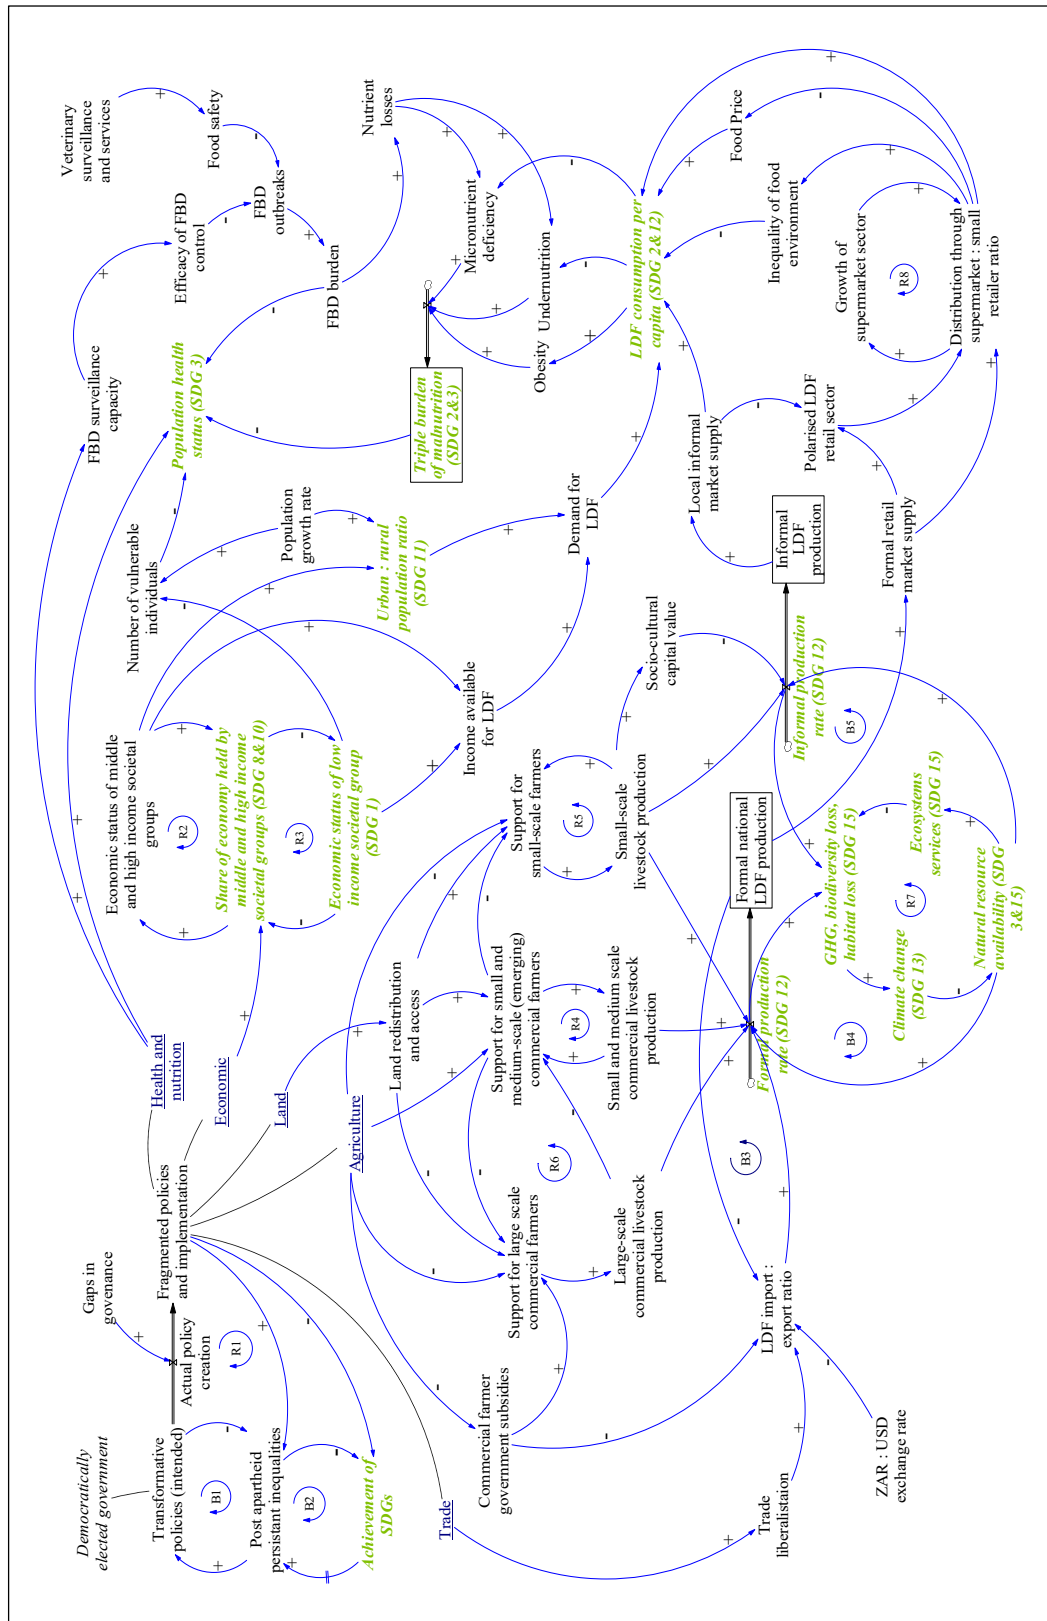 Democratically
elected government
Transformative
policies (intended)
B1
Post apartheid
persistant inequalities
B2
Achievement of
SDGs
Gaps in
govenance
Actual policy
creation
R1
Fragmented policies
and implementation
Health and
nutrition
Economic
Land
Agriculture
Trade
Economic status of middle
and high income societal
groups
R2
Share of economy held by
middle and high income
societal groups (SDG 8&10)
R3
Economic status of low
income societal group
(SDG 1)
Number of vulnerable
individuals
Population
growth rate
Urban : rural
population ratio
(SDG 11)
Income available
for LDF
Demand for
LDF
FBD surveillance
capacity
Population health
status (SDG 3)
Veterinary
surveillance
and services
Food safety
Efficacy of FBD
control
FBD
outbreaks
FBD burden
Nutrient
losses
Triple burden
of malnutrition
(SDG 2&3)
Micronutrient
deficiency
Undernutrition
Obesity
LDF consumption per
capita (SDG 2&12)
Food Price
Inequality of food
environment
Growth of
supermarket sector
R8
Distribution through
supermarket : small
retailer ratio
Local informal
market supply
Polarised LDF
retail sector
Formal retail
market supply
Informal
LDF
production
Informal production
rate (SDG 12)
B5
Socio-cultural
capital value
Support for
small-scale farmers
R5
Small-scale
livestock production
Land redistribution
and access
Support for small and
medium-scale (emerging)
commercial farmers
R4
Small and medium scale
commercial livestock
production
R6
Support for large scale
commercial farmers
Large-scale
commercial livestock
production
Commercial farmer
government subsidies
Formal national
LDF production
Formal production
rate (SDG 12)
B3
GHG, biodiversity loss,
habitat loss (SDG 15)
Ecosystems
services (SDG 15)
R7
Climate change
(SDG 13)
Natural resource
availability (SDG
3&15)
B4
LDF import :
export ratio
Trade
liberalistaion
ZAR : USD
exchange rate